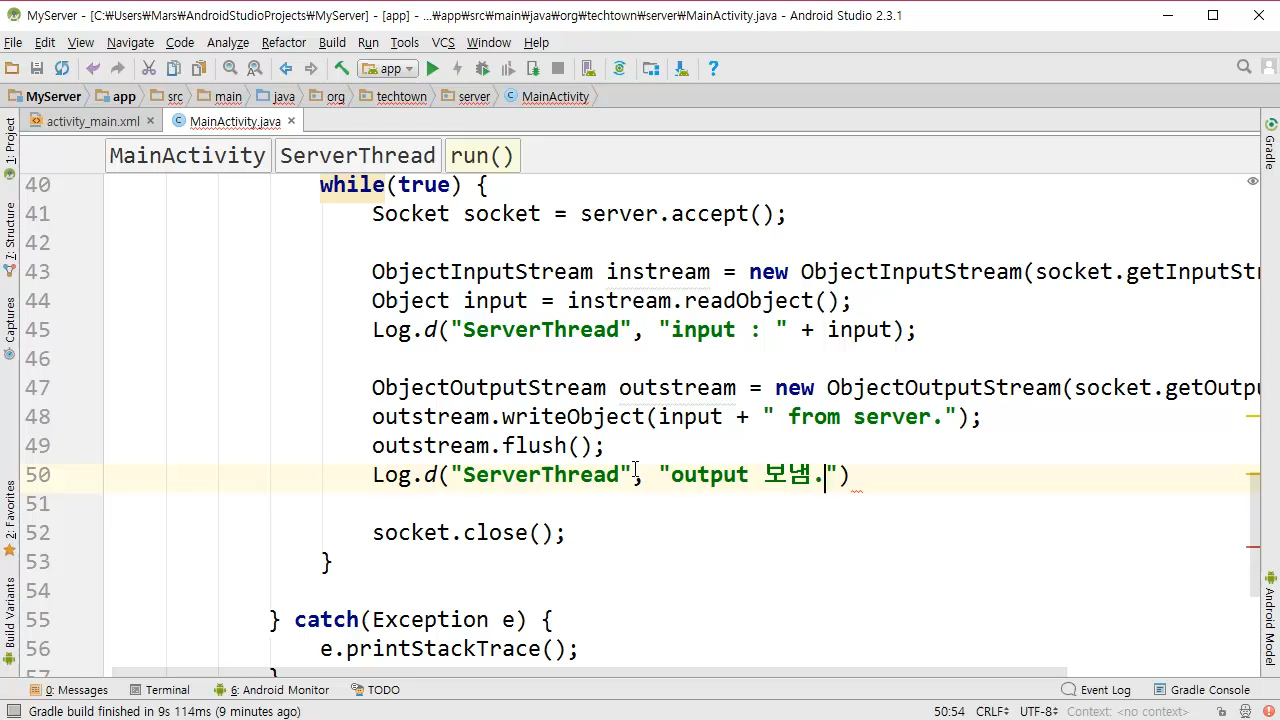 MyServer - [C:₩Users₩Mars₩AndroidStudioProjects₩MyServer] - [app] - ...₩app₩src₩main₩java₩org₩techtown₩server₩MainActivity.java - Android Studio 2.3.1
File Edit View Navigate Code Analyze Refactor Build Run Tools VCS Window Help
app
MyServer app src main java org techtown server MainActivity
activity_main.xml MainActivity.java
MainActivity ServerThread run()
1: Project
7: Structure
Captures
2: Favorites
Build Variants
Gradle
Android Model
40 while(true) {
41 Socket socket = server.accept();
42
43 ObjectInputStream instream = new ObjectInputStream(socket.getInputStr
44 Object input = instream.readObject();
45 Log.d("ServerThread", "input : " + input);
46
47 ObjectOutputStream outstream = new ObjectOutputStream(socket.getOutpu
48 outstream.writeObject(input + " from server.");
49 outstream.flush();
50 Log.d("ServerThread", "output 보냄.")
51
52 socket.close();
53 }
54
55 } catch(Exception e) {
56 e.printStackTrace();
57 }
0: Messages Terminal 6: Android Monitor TODO Event Log Gradle Console
Gradle build finished in 9s 114ms (9 minutes ago) 50:54 CRLF÷ UTF-8÷ Context: <no context>